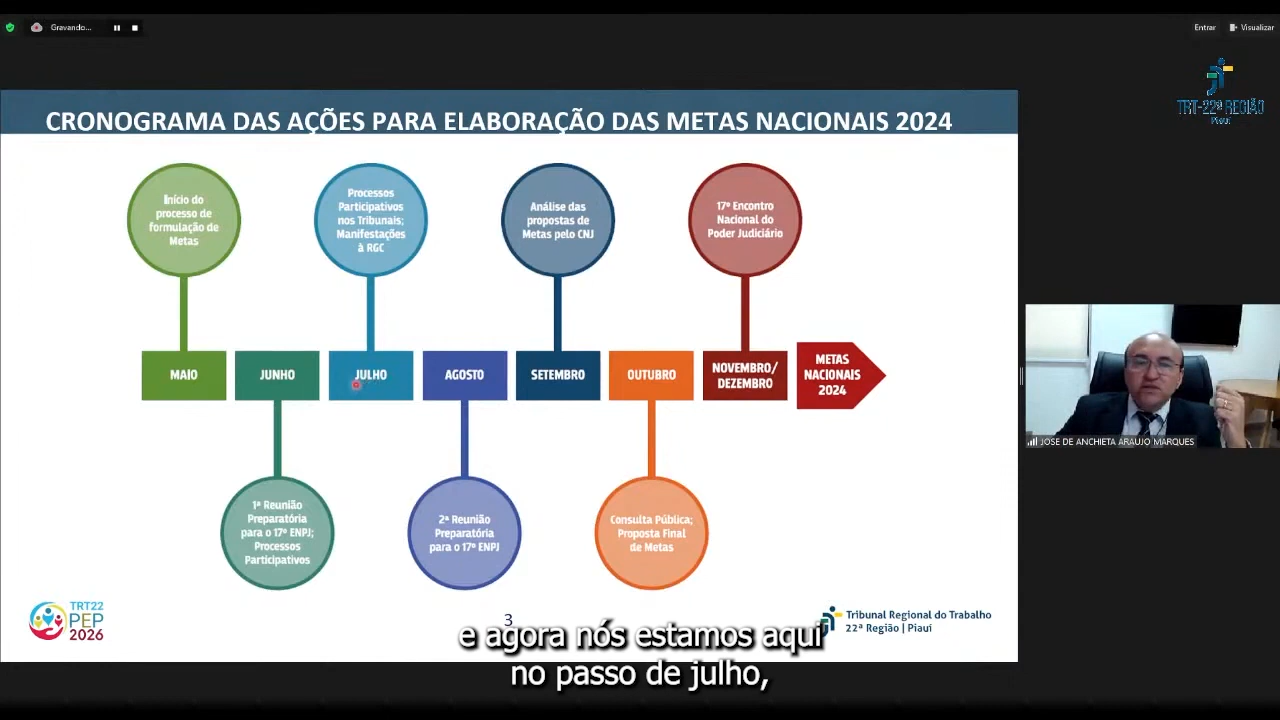 Gravando...
Entrar
Visualizar
TRT-22ª REGIÃO
Piauí
CRONOGRAMA DAS AÇÕES PARA ELABORAÇÃO DAS METAS NACIONAIS 2024
Início do
processo de
formulação de
Metas
Processos
Participativos
nos Tribunais;
Manifestações
à RGC
Análise das
propostas de
Metas pelo CNJ
17º Encontro
Nacional do
Poder Judiciário
MAIO
JUNHO
JULHO
AGOSTO
SETEMBRO
OUTUBRO
NOVEMBRO/
DEZEMBRO
METAS
NACIONAIS
2024
1ª Reunião
Preparatória
para o 17º ENPJ;
Processos
Participativos
2ª Reunião
Preparatória
para o 17º ENPJ
Consulta Pública;
Proposta Final
de Metas
JOSE DE ANCHIETA ARAUJO MARQUES
TRT22
PEP
2026
3
Tribunal Regional do Trabalho
22ª Região | Piauí
e agora nós estamos aqui
no passo de julho,